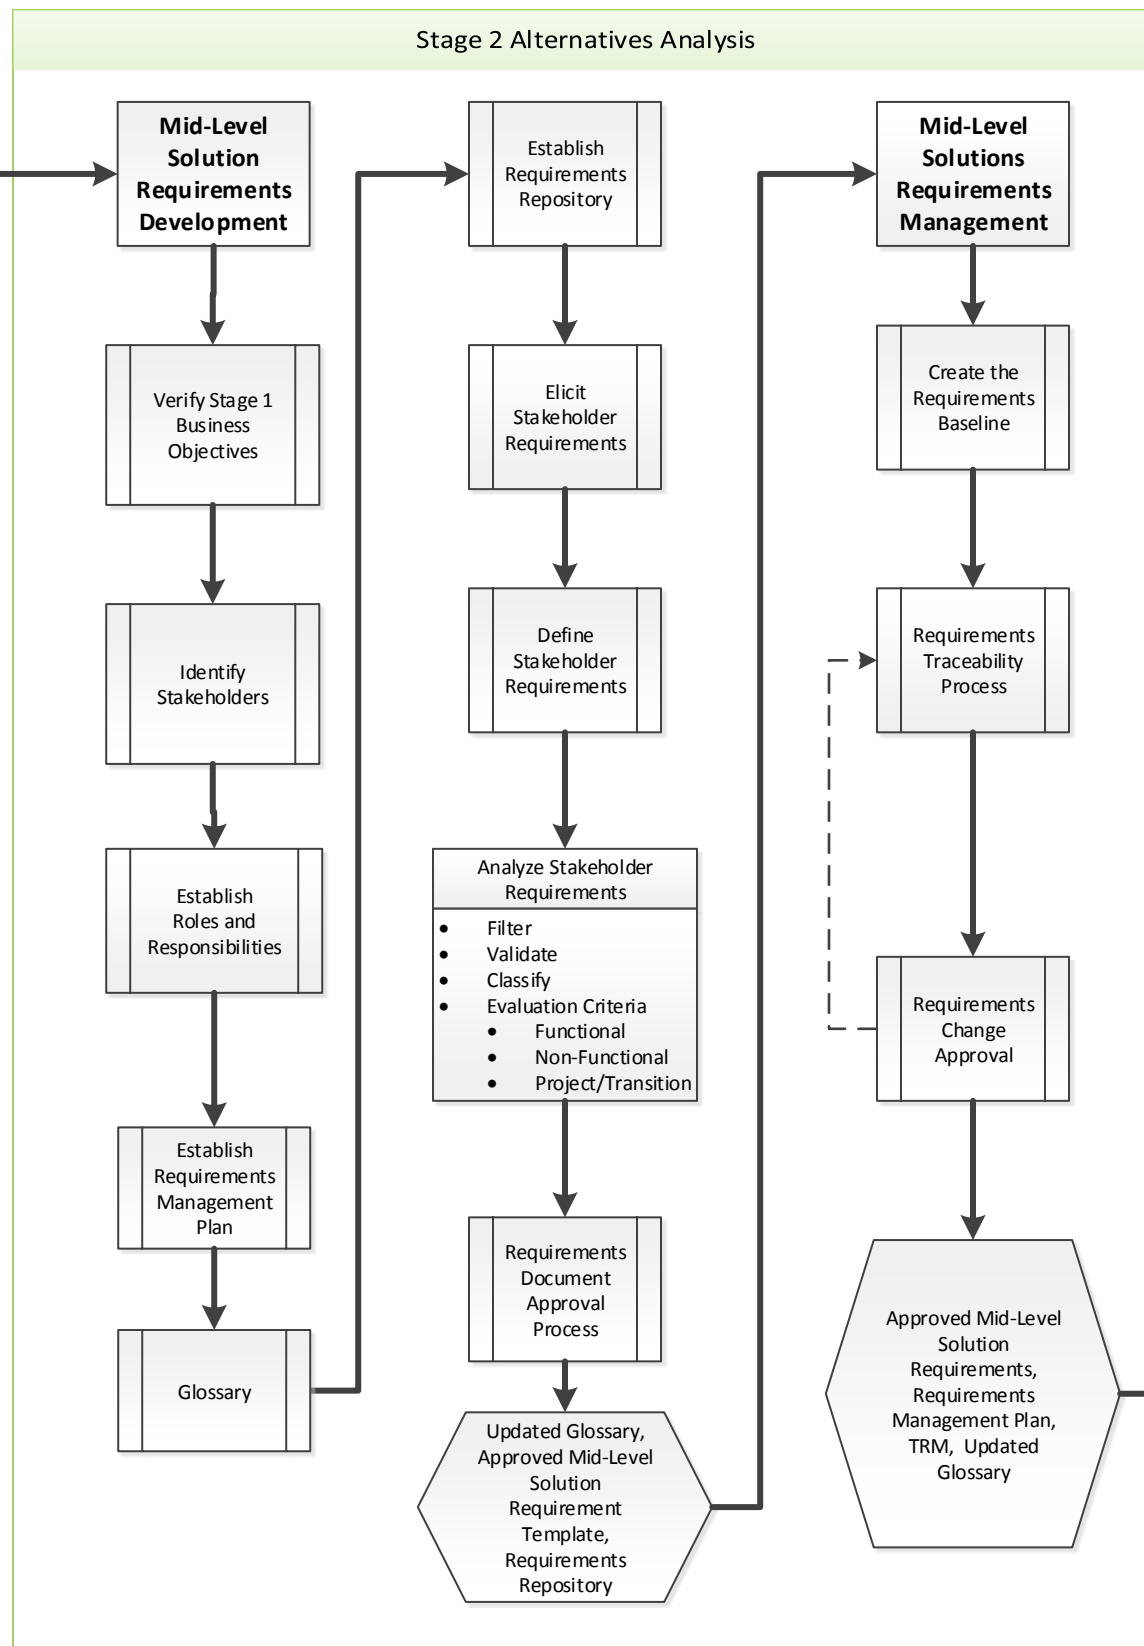 Stage 2 Alternatives Analysis
Mid-Level
Solution
Requirements
Development
Verify Stage 1
Business
Objectives
Identify
Stakeholders
Establish
Roles and
Responsibilities
Establish
Requirements
Management
Plan
Glossary
Establish
Requirements
Repository
Elicit
Stakeholder
Requirements
Define
Stakeholder
Requirements
Analyze Stakeholder
Requirements
• Filter
• Validate
• Classify
• Evaluation Criteria
• Functional
• Non-Functional
• Project/Transition
Requirements
Document
Approval
Process
Updated Glossary,
Approved Mid-Level
Solution
Requirement
Template,
Requirements
Repository
Mid-Level
Solutions
Requirements
Management
Create the
Requirements
Baseline
Requirements
Traceability
Process
Requirements
Change
Approval
Approved Mid-Level
Solution
Requirements,
Requirements
Management Plan,
TRM, Updated
Glossary